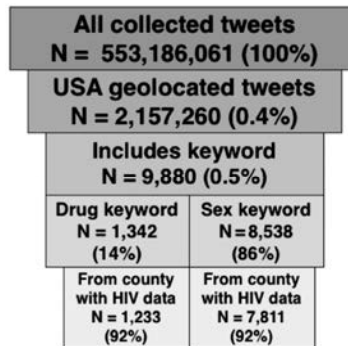 All collected tweets
N = 553,186,061 (100%)
USA geolocated tweets
N = 2,157,260 (0.4%)
Includes keyword
N = 9,880 (0.5%)
Drug keyword
N = 1,342
(14%)
Sex keyword
N=8,538
(86%)
From county
with HIV data
N = 1,233
(92%)
From county
with HIV data
N = 7,811
(92%)